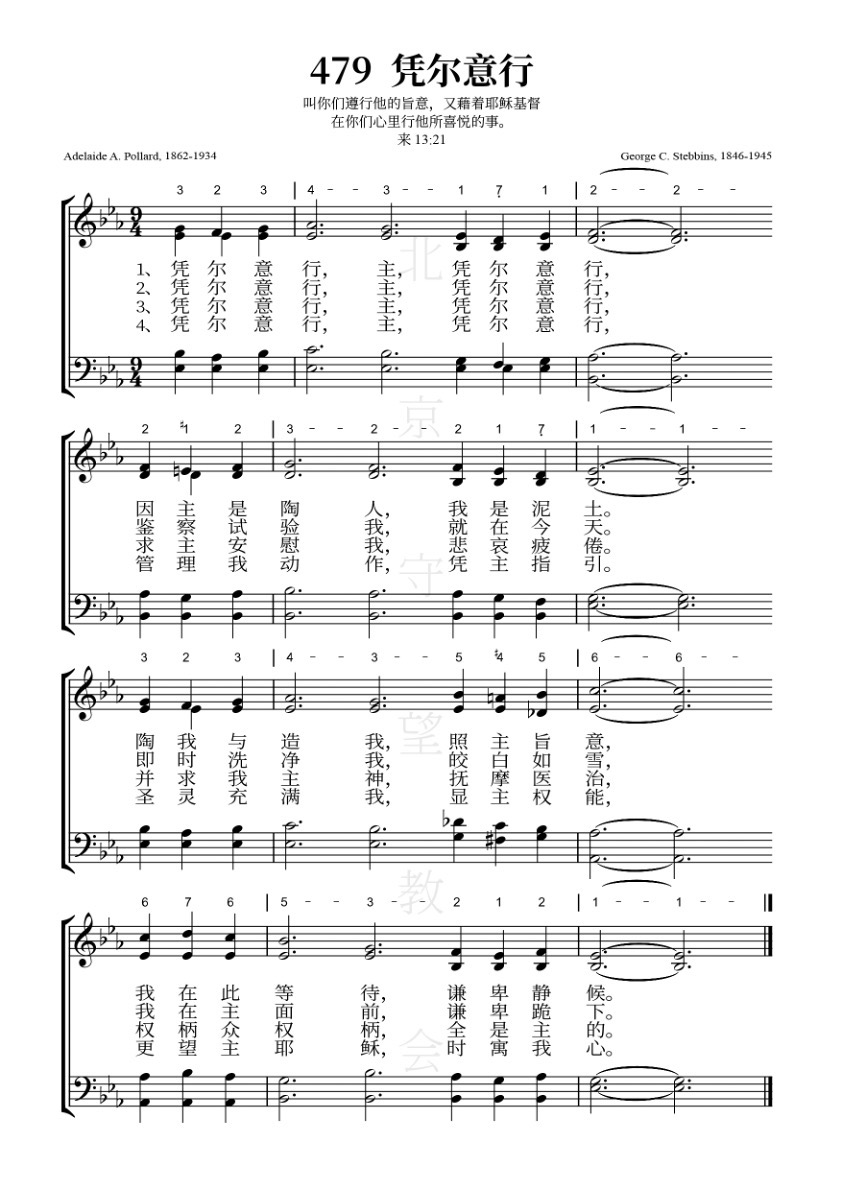 479 凭尔意行
叫你们遵行他的旨意，又藉着耶稣基督
在你们心里行他所喜悦的事。
来 13:21
Adelaide A. Pollard, 1862-1934
George C. Stebbins, 1846-1945
3 2 3 | 4 - - 3 - - 1 7̣ 1 | 2 - - 2 - -
1、凭 尔 意 行， 主， 凭 尔 意 行，
2、凭 尔 意 行， 主， 凭 尔 意 行，
3、凭 尔 意 行， 主， 凭 尔 意 行，
4、凭 尔 意 行， 主， 凭 尔 意 行，
2 ♯1 2 | 3 - - 2 - - 2 1 7̣ | 1 - - 1 - -
因 主 是 陶 人， 我 是 泥 土。
鉴 察 试 验 我， 就 在 今 天。
求 主 安 慰 我， 悲 哀 疲 倦。
管 理 我 动 作， 凭 主 指 引。
3 2 3 | 4 - - 3 - - 5 ♯4 5 | 6 - - 6 - -
陶 我 与 造 我， 照 主 旨 意，
即 时 洗 净 我， 皎 白 如 雪，
并 求 我 主 神， 抚 摩 医 治，
圣 灵 充 满 我， 显 主 权 能，
6 7 6 | 5 - - 3 - - 2 1 2 | 1 - - 1 - -
我 在 此 等 待， 谦 卑 静 候。
我 在 主 面 前， 谦 卑 跪 下。
权 柄 众 权 柄， 全 是 主 的。
更 望 主 耶 稣， 时 寓 我 心。
北
京
守
望
教
会